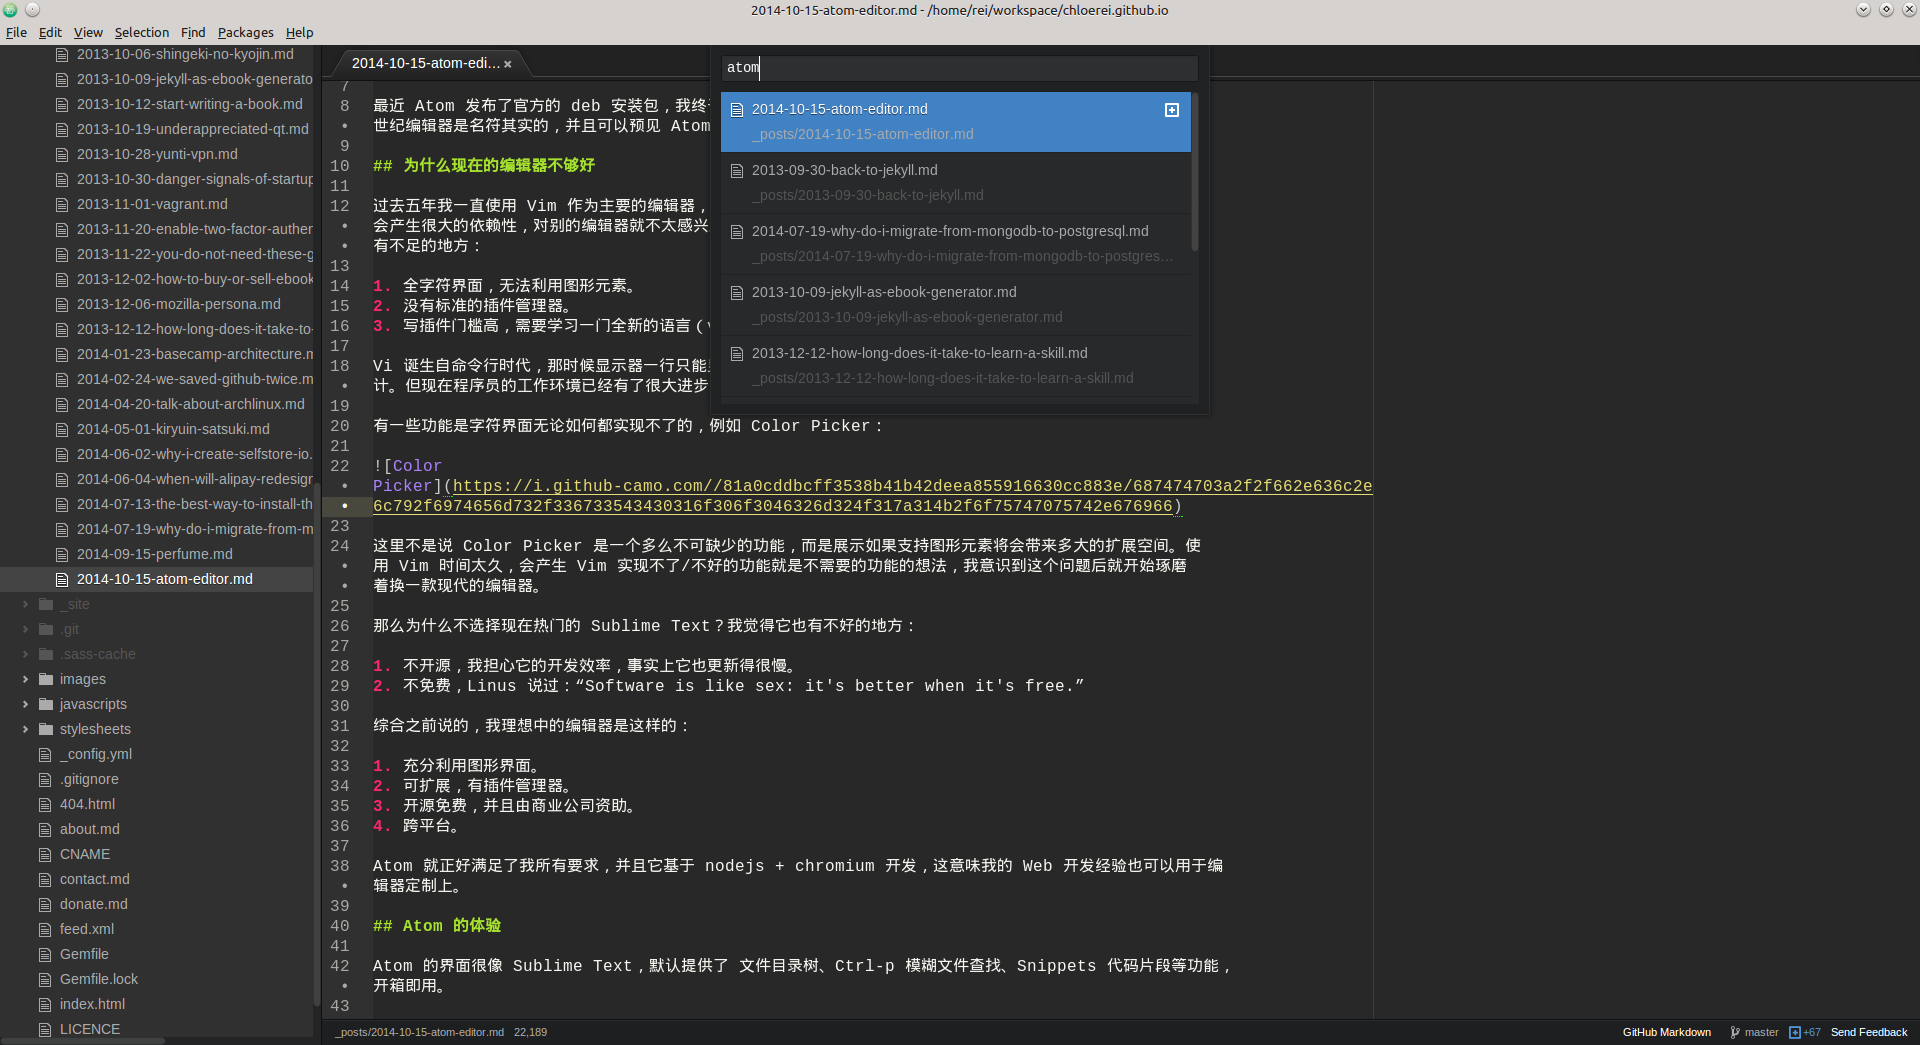 2014-10-15-atom-editor.md - /home/rei/workspace/chloerei.github.io
File Edit View Selection Find Packages Help
2013-10-06-shingeki-no-kyojin.md
2013-10-09-jekyll-as-ebook-generato
2013-10-12-start-writing-a-book.md
2013-10-19-underappreciated-qt.md
2013-10-28-yunti-vpn.md
2013-10-30-danger-signals-of-startup
2013-11-01-vagrant.md
2013-11-20-enable-two-factor-auther
2013-11-22-you-do-not-need-these-g
2013-12-02-how-to-buy-or-sell-ebook
2013-12-06-mozilla-persona.md
2013-12-12-how-long-does-it-take-to-
2014-01-23-basecamp-architecture.m
2014-02-24-we-saved-github-twice.m
2014-04-20-talk-about-archlinux.md
2014-05-01-kiryuin-satsuki.md
2014-06-02-why-i-create-selfstore-io.
2014-06-04-when-will-alipay-redesigr
2014-07-13-the-best-way-to-install-th
2014-07-19-why-do-i-migrate-from-m
2014-09-15-perfume.md
2014-10-15-atom-editor.md
_site
.git
.sass-cache
images
javascripts
stylesheets
_config.yml
.gitignore
404.html
about.md
CNAME
contact.md
donate.md
feed.xml
Gemfile
Gemfile.lock
index.html
LICENCE
2014-10-15-atom-edi...
atom
2014-10-15-atom-editor.md
_posts/2014-10-15-atom-editor.md
2013-09-30-back-to-jekyll.md
_posts/2013-09-30-back-to-jekyll.md
2014-07-19-why-do-i-migrate-from-mongodb-to-postgresql.md
_posts/2014-07-19-why-do-i-migrate-from-mongodb-to-postgres...
2013-10-09-jekyll-as-ebook-generator.md
_posts/2013-10-09-jekyll-as-ebook-generator.md
2013-12-12-how-long-does-it-take-to-learn-a-skill.md
_posts/2013-12-12-how-long-does-it-take-to-learn-a-skill.md
7
8 最近 Atom 发布了官方的 deb 安装包，我终
世纪编辑器是名符其实的，并且可以预见 Atom
9
10 ## 为什么现在的编辑器不够好
11
12 过去五年我一直使用 Vim 作为主要的编辑器，
会产生很大的依赖性，对别的编辑器就不太感兴
有不足的地方：
13
14 1. 全字符界面，无法利用图形元素。
15 2. 没有标准的插件管理器。
16 3. 写插件门槛高，需要学习一门全新的语言（v
17
18 Vi 诞生自命令行时代，那时候显示器一行只能
计。但现在程序员的工作环境已经有了很大进步
19
20 有一些功能是字符界面无论如何都实现不了的，例如 Color Picker：
21
22 ![Color
Picker](https://i.github-camo.com//81a0cddbcff3538b41b42deea855916630cc883e/687474703a2f2f662e636c2e
6c792f6974656d732f336733543430316f306f3046326d324f317a314b2f6f75747075742e676966)
23
24 这里不是说 Color Picker 是一个多么不可缺少的功能，而是展示如果支持图形元素将会带来多大的扩展空间。使
用 Vim 时间太久，会产生 Vim 实现不了/不好的功能就是不需要的功能的想法，我意识到这个问题后就开始琢磨
着换一款现代的编辑器。
25
26 那么为什么不选择现在热门的 Sublime Text？我觉得它也有不好的地方：
27
28 1. 不开源，我担心它的开发效率，事实上它也更新得很慢。
29 2. 不免费，Linus 说过：“Software is like sex: it's better when it's free.”
30
31 综合之前说的，我理想中的编辑器是这样的：
32
33 1. 充分利用图形界面。
34 2. 可扩展，有插件管理器。
35 3. 开源免费，并且由商业公司资助。
36 4. 跨平台。
37
38 Atom 就正好满足了我所有要求，并且它基于 nodejs + chromium 开发，这意味我的 Web 开发经验也可以用于编
辑器定制上。
39
40 ## Atom 的体验
41
42 Atom 的界面很像 Sublime Text，默认提供了 文件目录树、Ctrl-p 模糊文件查找、Snippets 代码片段等功能，
开箱即用。
43
_posts/2014-10-15-atom-editor.md 22,189
GitHub Markdown master +67 Send Feedback